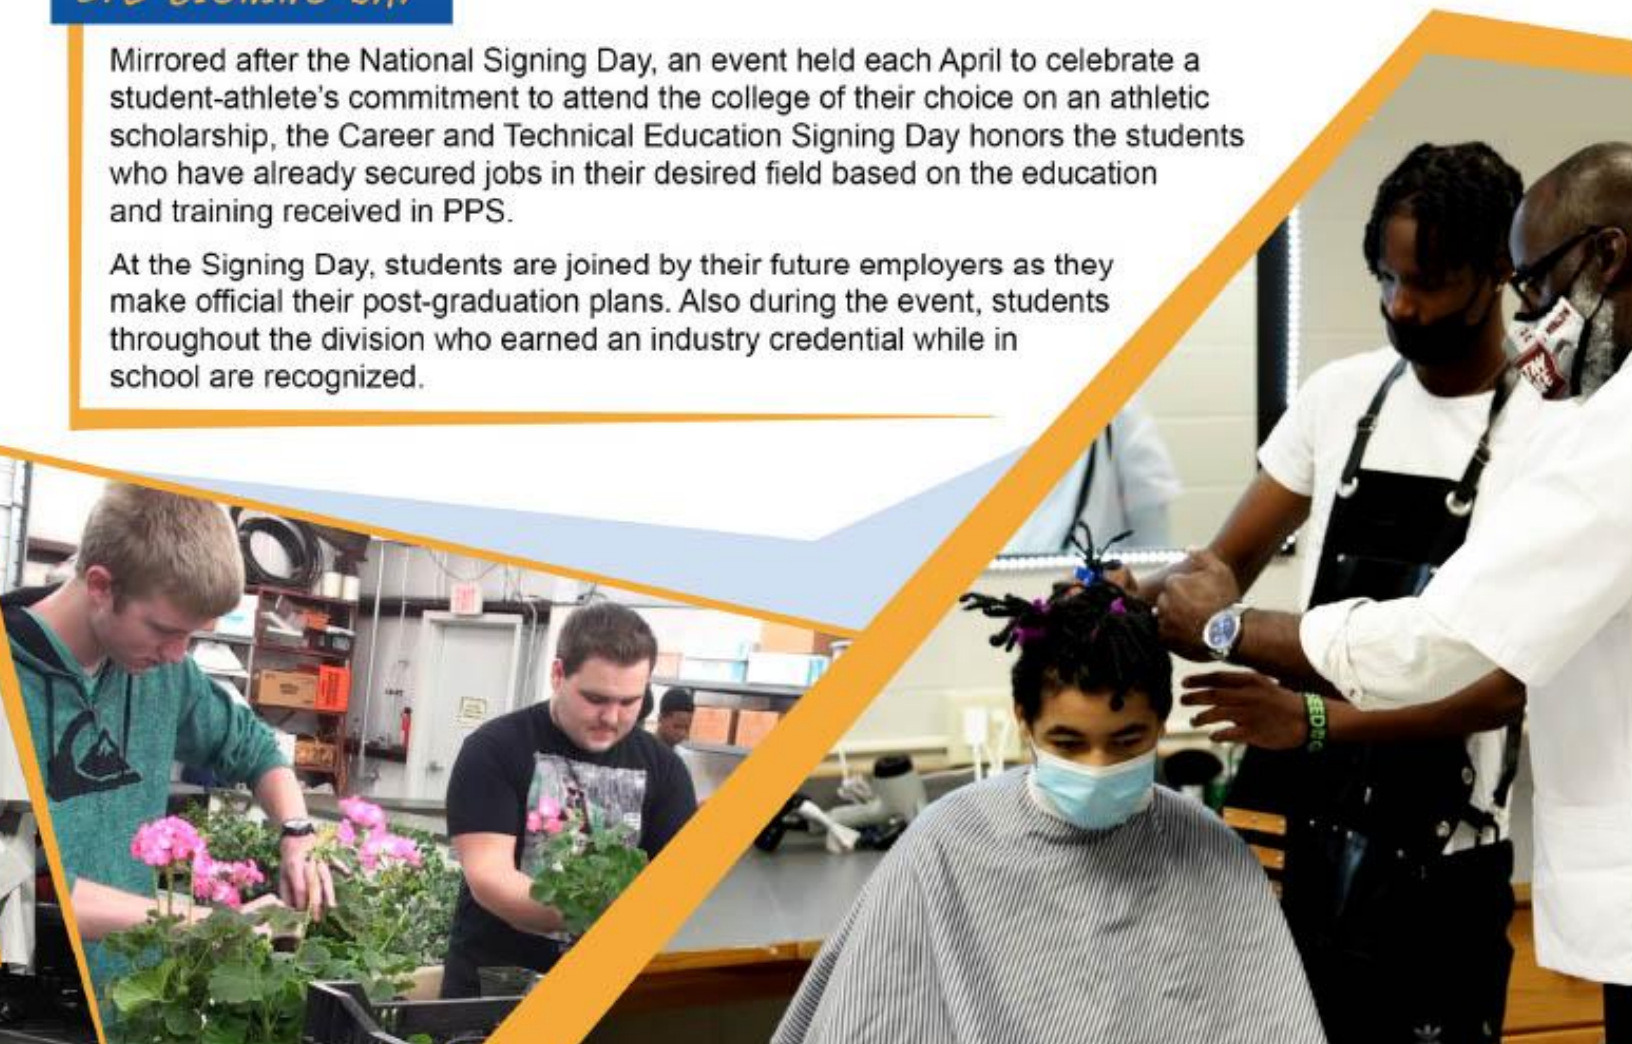 CTE SIGNING DAY
Mirrored after the National Signing Day, an event held each April to celebrate a
student-athlete's commitment to attend the college of their choice on an athletic
scholarship, the Career and Technical Education Signing Day honors the students
who have already secured jobs in their desired field based on the education
and training received in PPS.
At the Signing Day, students are joined by their future employers as they
make official their post-graduation plans. Also during the event, students
throughout the division who earned an industry credential while in
school are recognized.
EXIT